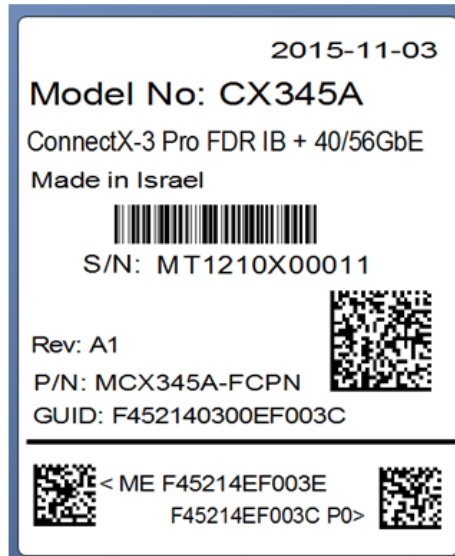 2015-11-03
Model No: CX345A
ConnectX-3 Pro FDR IB + 40/56GbE
Made in Israel
S/N: MT1210X00011
Rev: A1
P/N: MCX345A-FCPN
GUID: F452140300EF003C
< ME F45214EF003E
F45214EF003C P0>